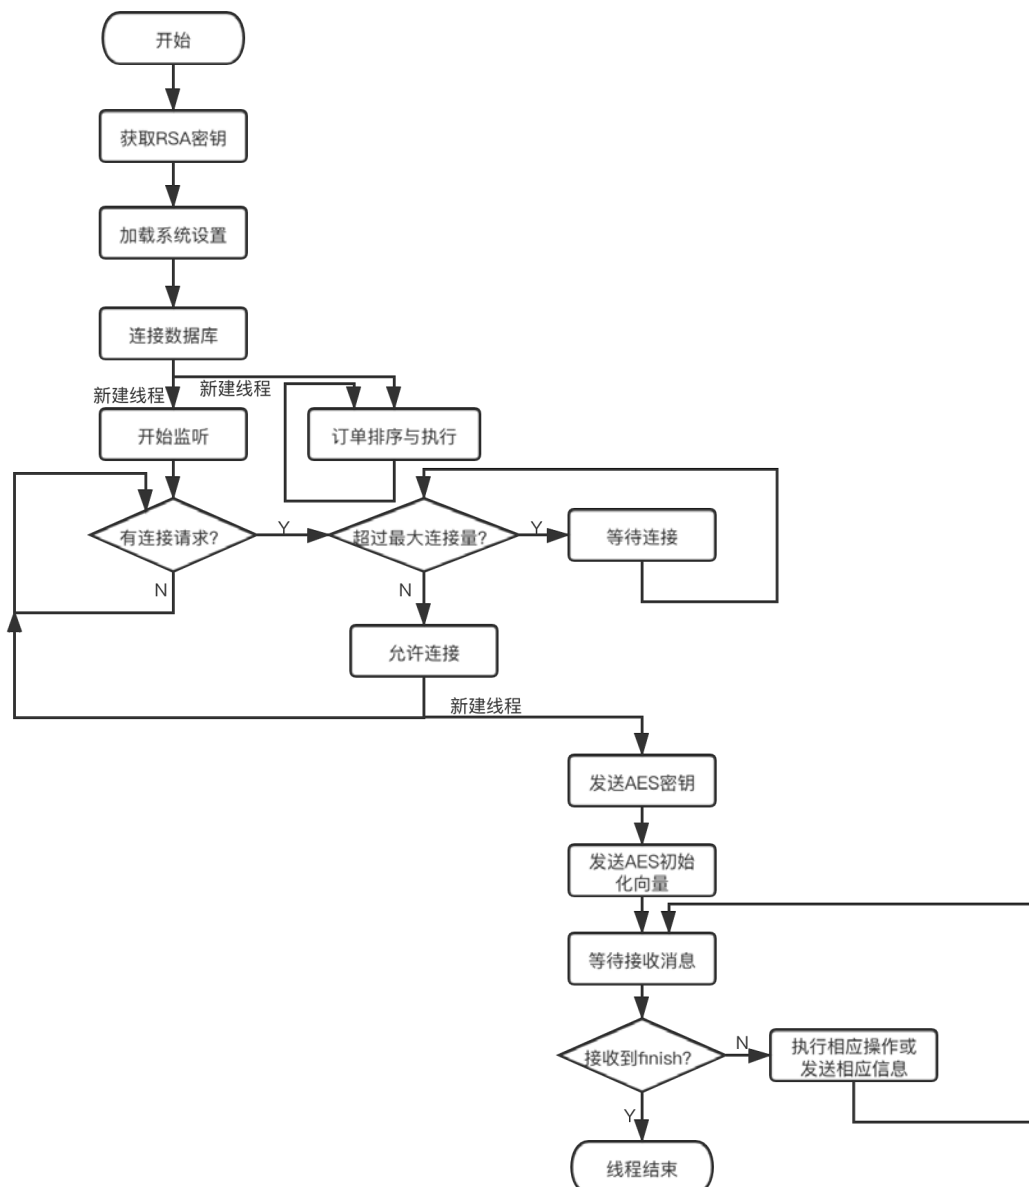 开始
获取RSA密钥
加载系统设置
连接数据库
新建线程
新建线程
开始监听
订单排序与执行
有连接请求?
Y
超过最大连接量?
Y
等待连接
N
N
允许连接
新建线程
发送AES密钥
发送AES初始
化向量
等待接收消息
接收到finish?
N
执行相应操作或
发送相应信息
Y
线程结束